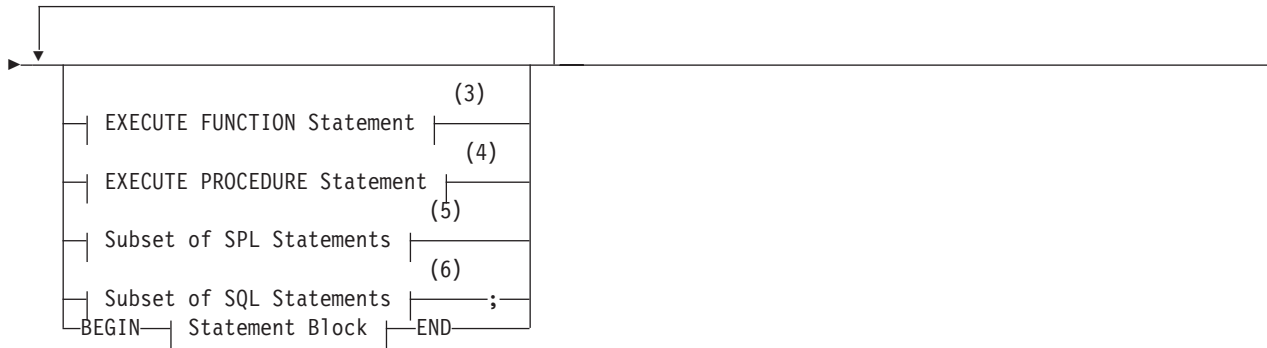 (3)
EXECUTE FUNCTION Statement
(4)
EXECUTE PROCEDURE Statement
(5)
Subset of SPL Statements
(6)
Subset of SQL Statements ;
BEGIN Statement Block END